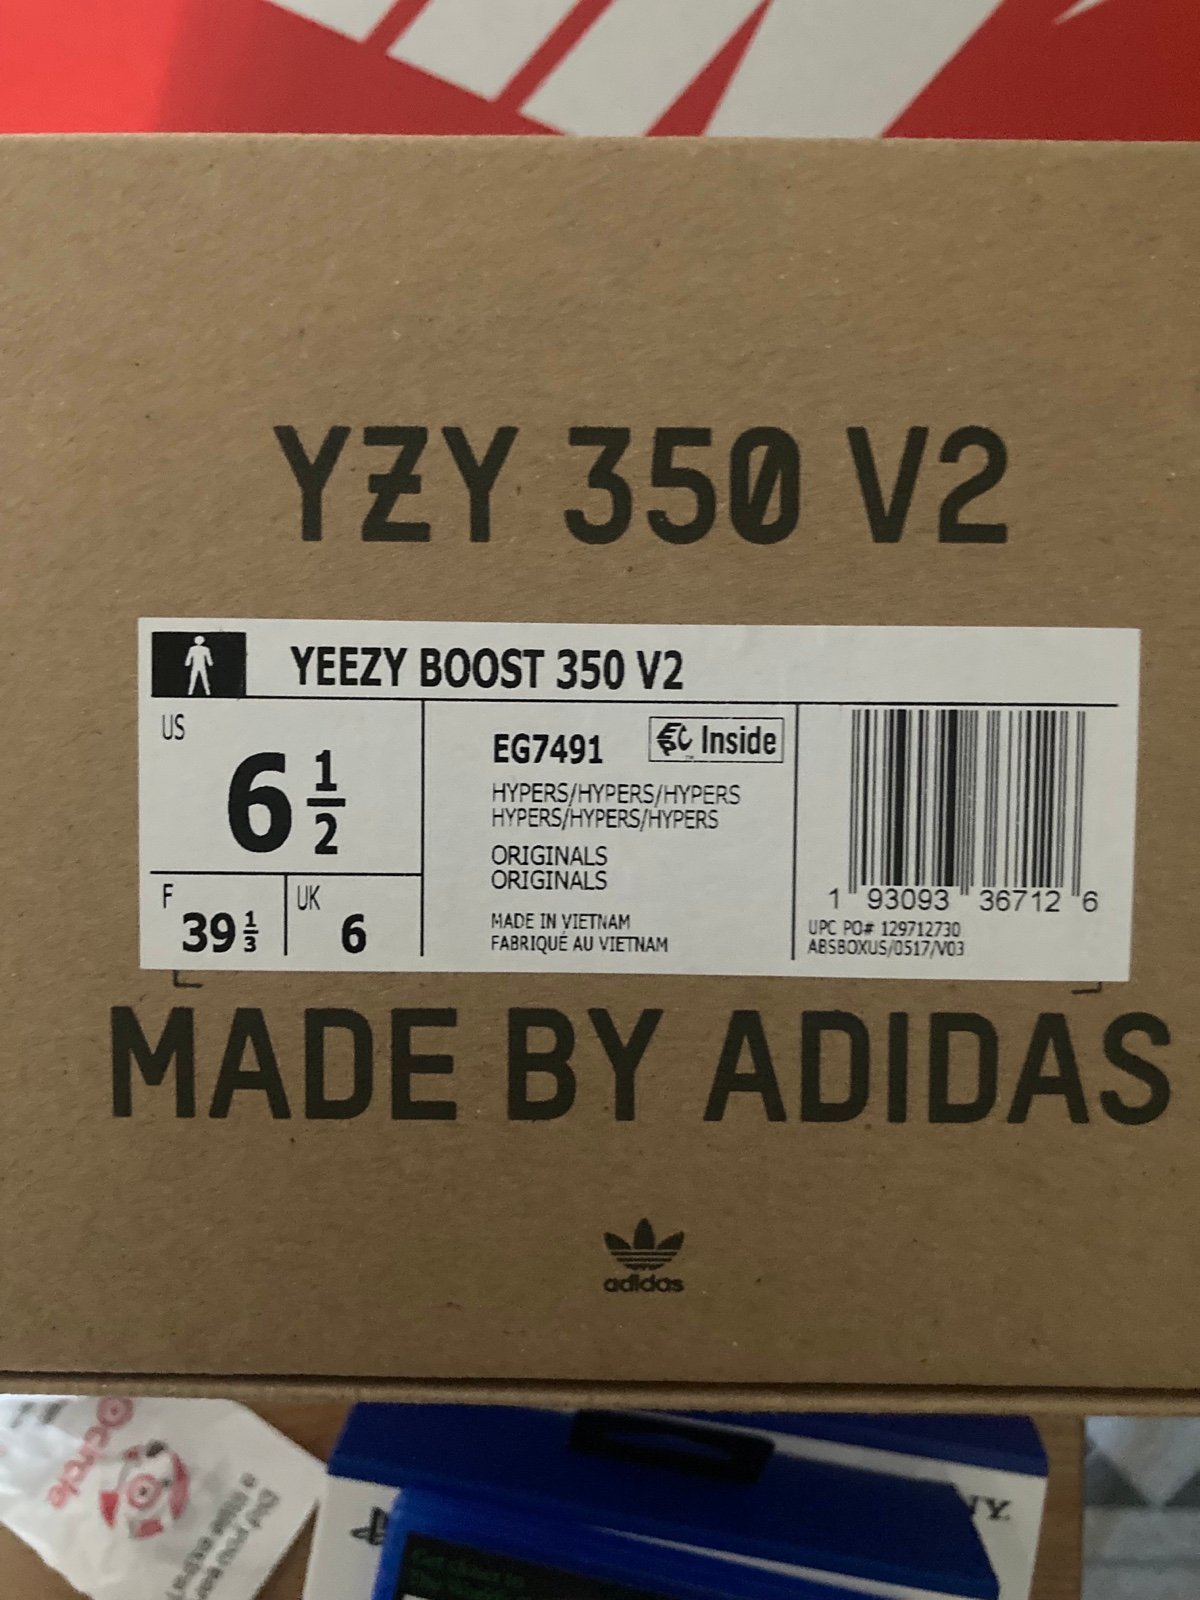 YZY 350 V2
YEEZY BOOST 350 V2
US
6 1/2
F
39 1/3
UK
6
EG7491
Inside
HYPERS/HYPERS/HYPERS
HYPERS/HYPERS/HYPERS
ORIGINALS
ORIGINALS
MADE IN VIETNAM
FABRIQUÉ AU VIETNAM
1 93093 36712 6
UPC PO# 129712730
ABSBOXUS/0517/V03
MADE BY ADIDAS
adidas
circle